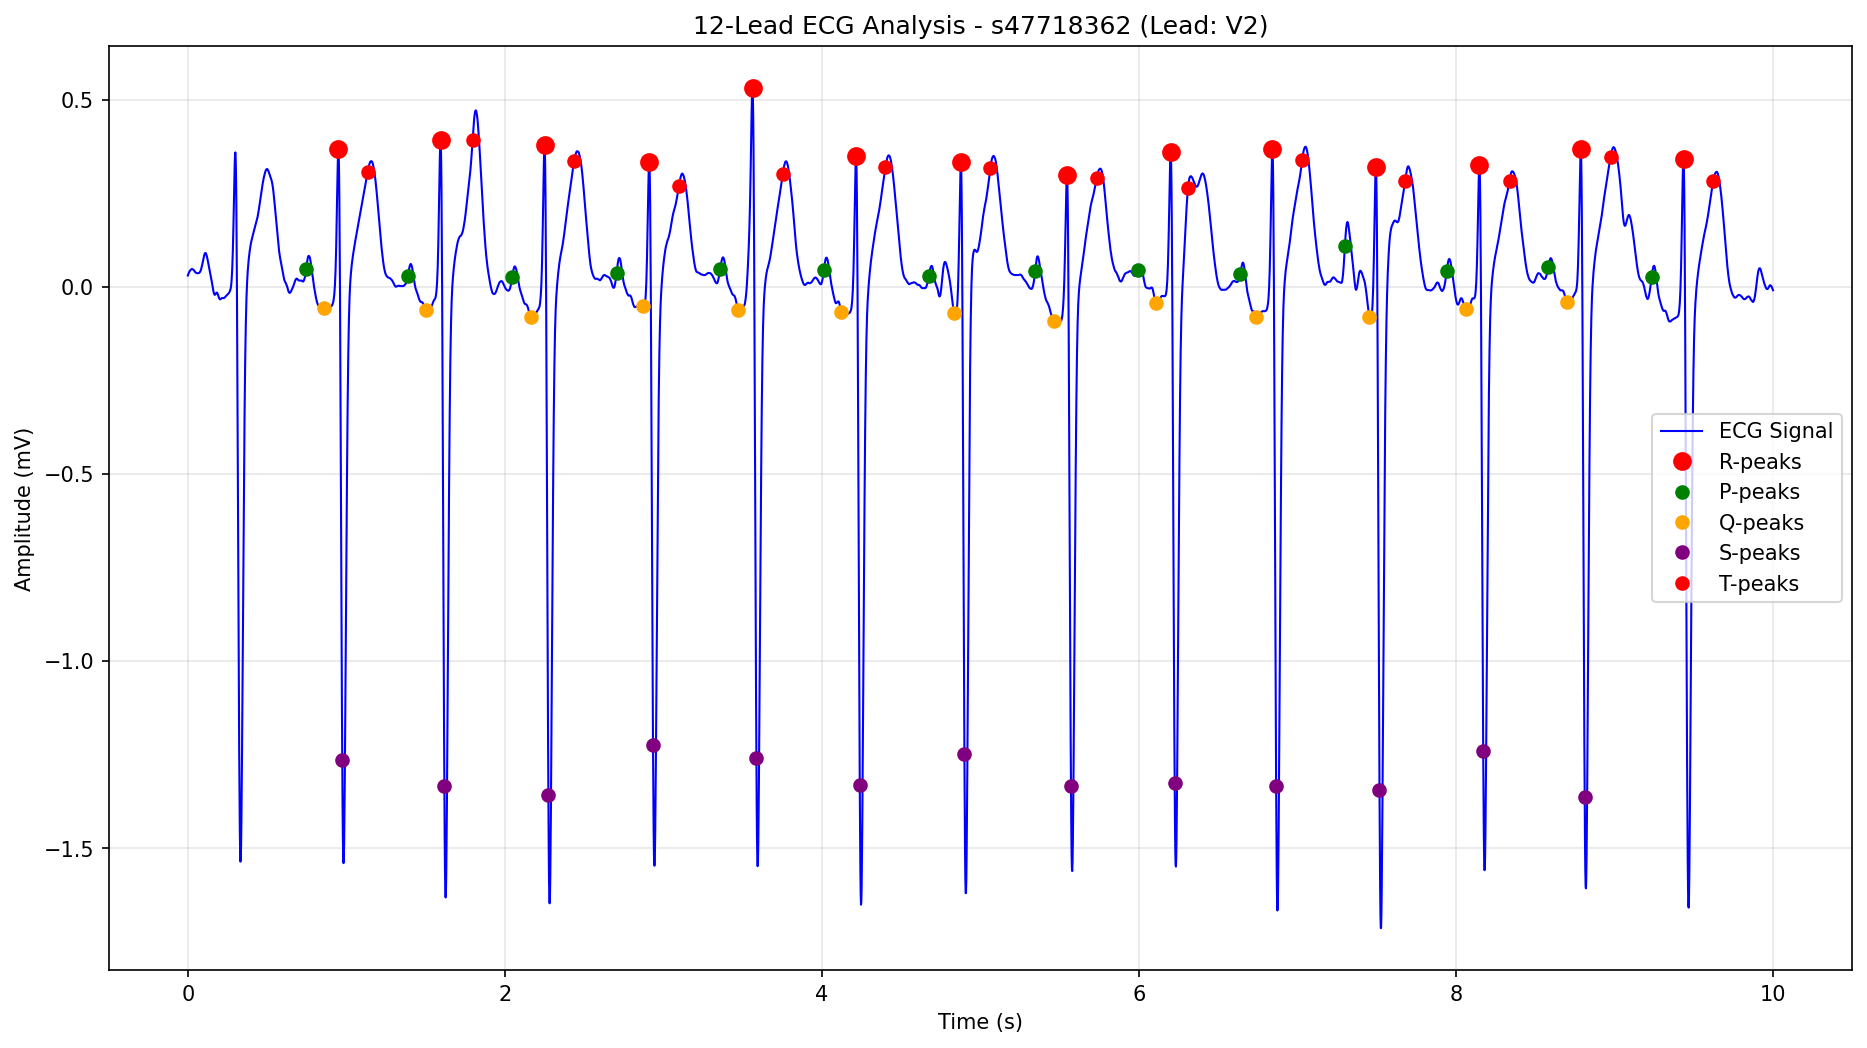 12-Lead ECG Analysis - s47718362 (Lead: V2)
Amplitude (mV)
0.5
0.0
−0.5
−1.0
−1.5
ECG Signal
R-peaks
P-peaks
Q-peaks
S-peaks
T-peaks
0 2 4 6 8 10
Time (s)